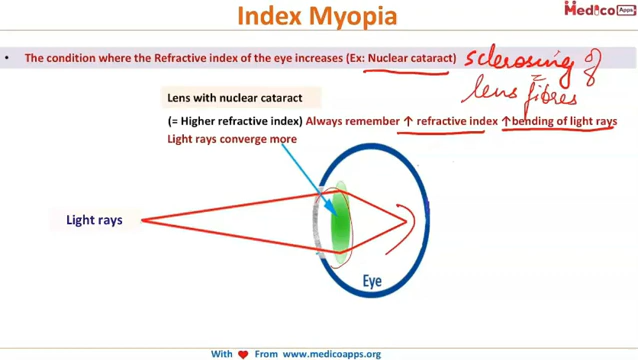 Index Myopia
MedicoApps
• The condition where the Refractive index of the eye increases (Ex: Nuclear cataract) sclerosing of
lens fibres
Lens with nuclear cataract
(= Higher refractive index) Always remember ↑ refractive index ↑ bending of light rays
Light rays converge more
Light rays
Eye
With ❤ From www.medicoapps.org